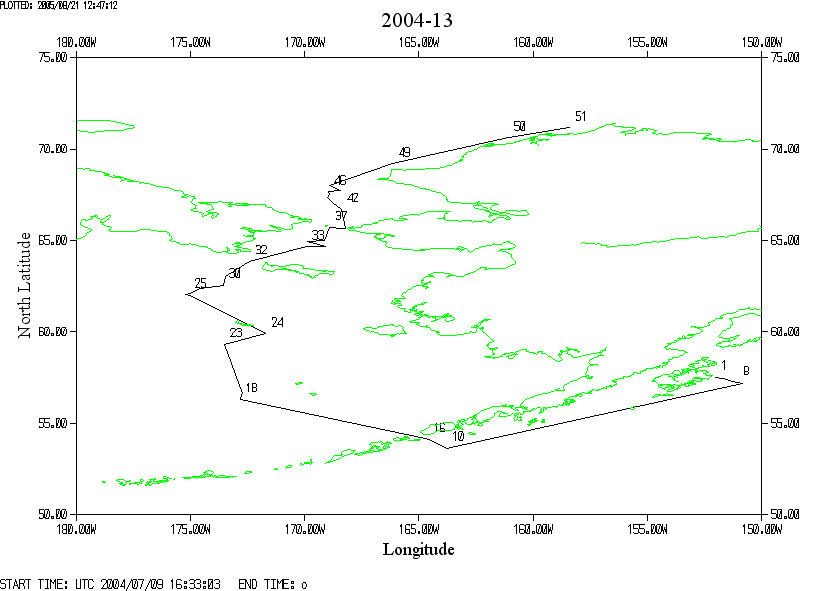 PLOTTED: 2005/09/21 12:47:12
2004-13
180.00W 175.00W 170.00W 165.00W 160.00W 155.00W 150.00W
75.00 75.00
51
50
70.00 49 70.00
46
42
37
33
65.00 65.00
32
30
25
24
60.00 23 60.00
1 8
18
55.00 55.00
16 10
50.00 50.00
180.00W 175.00W 170.00W 165.00W 160.00W 155.00W 150.00W
North Latitude
Longitude
START TIME: UTC 2004/07/09 16:33:03 END TIME: o